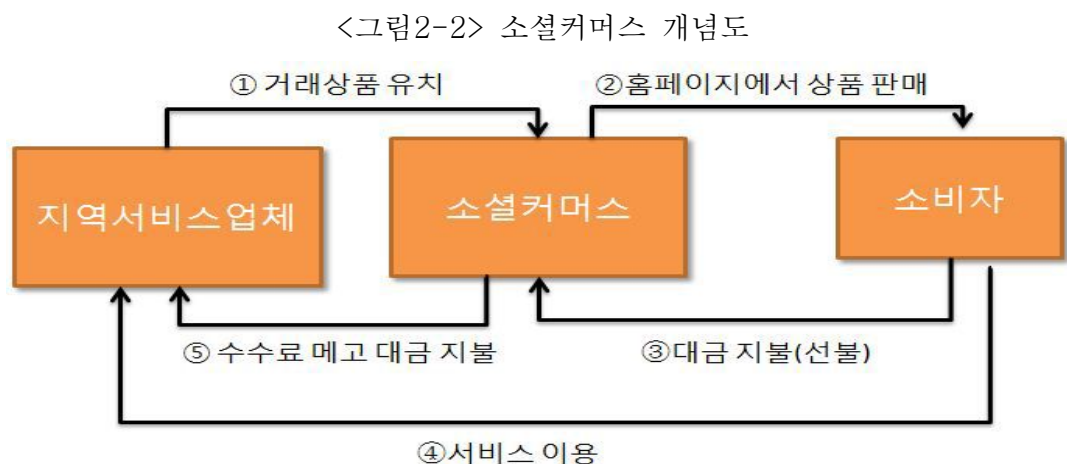 <그림2-2> 소셜커머스 개념도
① 거래상품 유치
②홈페이지에서 상품 판매
지역서비스업체
소셜커머스
소비자
⑤ 수수료 메고 대금 지불
③대금 지불(선불)
④서비스 이용